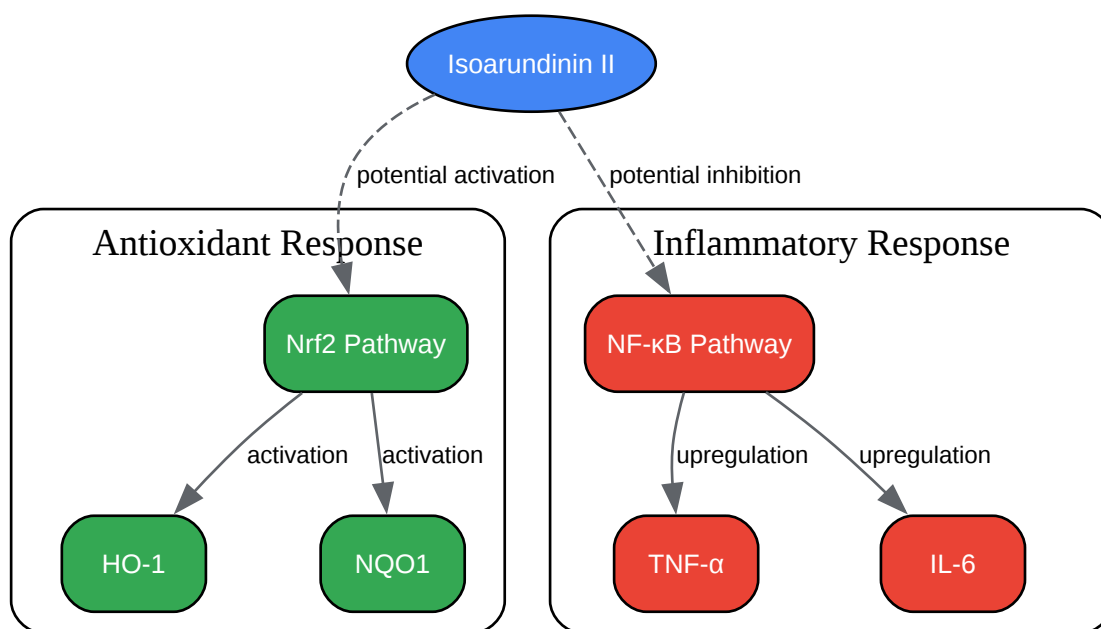 Isoarundinin II
potential activation
potential inhibition
Antioxidant Response
Inflammatory Response
Nrf2 Pathway
NF-κB Pathway
activation
activation
upregulation
upregulation
HO-1
NQO1
TNF-α
IL-6